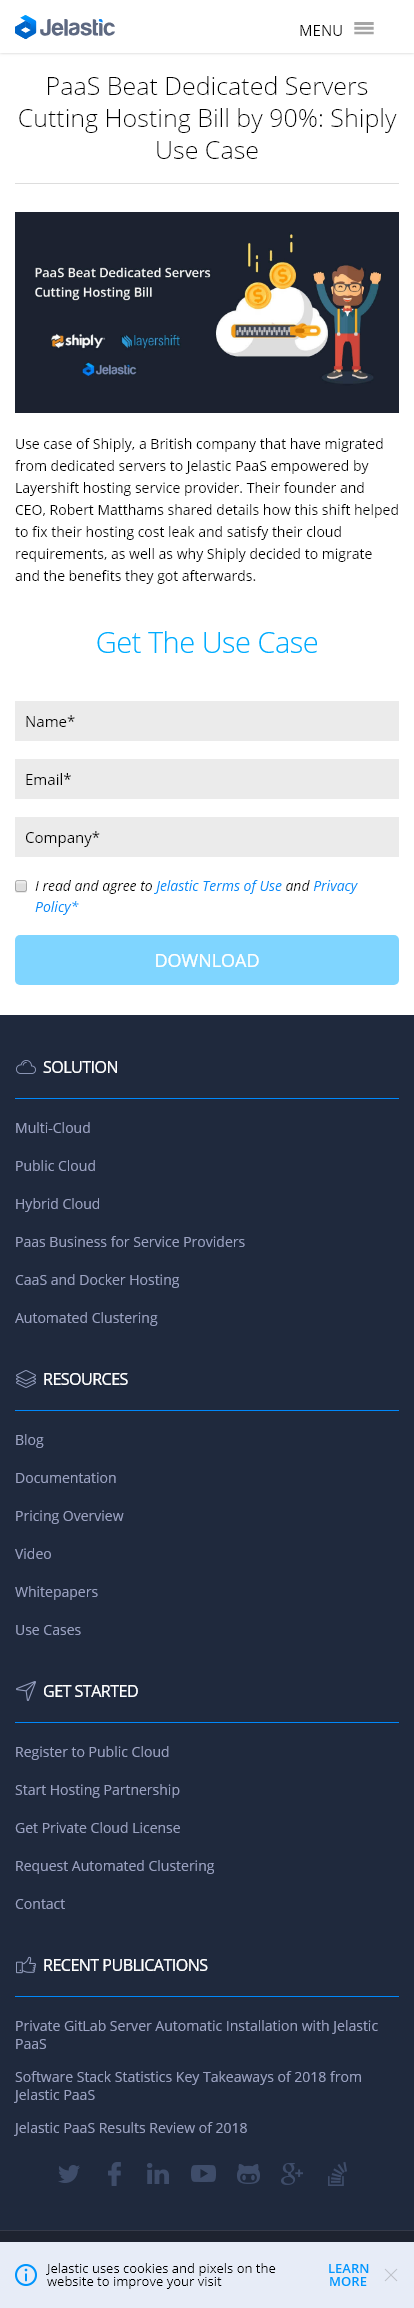 Jelastic
MENU
PaaS Beat Dedicated Servers
Cutting Hosting Bill by 90%: Shiply
Use Case
PaaS Beat Dedicated Servers
Cutting Hosting Bill
shiply
layershift
Jelastic
Use case of Shiply, a British company that have migrated
from dedicated servers to Jelastic PaaS empowered by
Layershift hosting service provider. Their founder and
CEO, Robert Matthams shared details how this shift helped
to fix their hosting cost leak and satisfy their cloud
requirements, as well as why Shiply decided to migrate
and the benefits they got afterwards.
Get The Use Case
Name*
Email*
Company*
I read and agree to Jelastic Terms of Use and Privacy
Policy*
DOWNLOAD
SOLUTION
Multi-Cloud
Public Cloud
Hybrid Cloud
Paas Business for Service Providers
CaaS and Docker Hosting
Automated Clustering
RESOURCES
Blog
Documentation
Pricing Overview
Video
Whitepapers
Use Cases
GET STARTED
Register to Public Cloud
Start Hosting Partnership
Get Private Cloud License
Request Automated Clustering
Contact
RECENT PUBLICATIONS
Private GitLab Server Automatic Installation with Jelastic
PaaS
Software Stack Statistics Key Takeaways of 2018 from
Jelastic PaaS
Jelastic PaaS Results Review of 2018
Jelastic uses cookies and pixels on the
website to improve your visit
LEARN
MORE